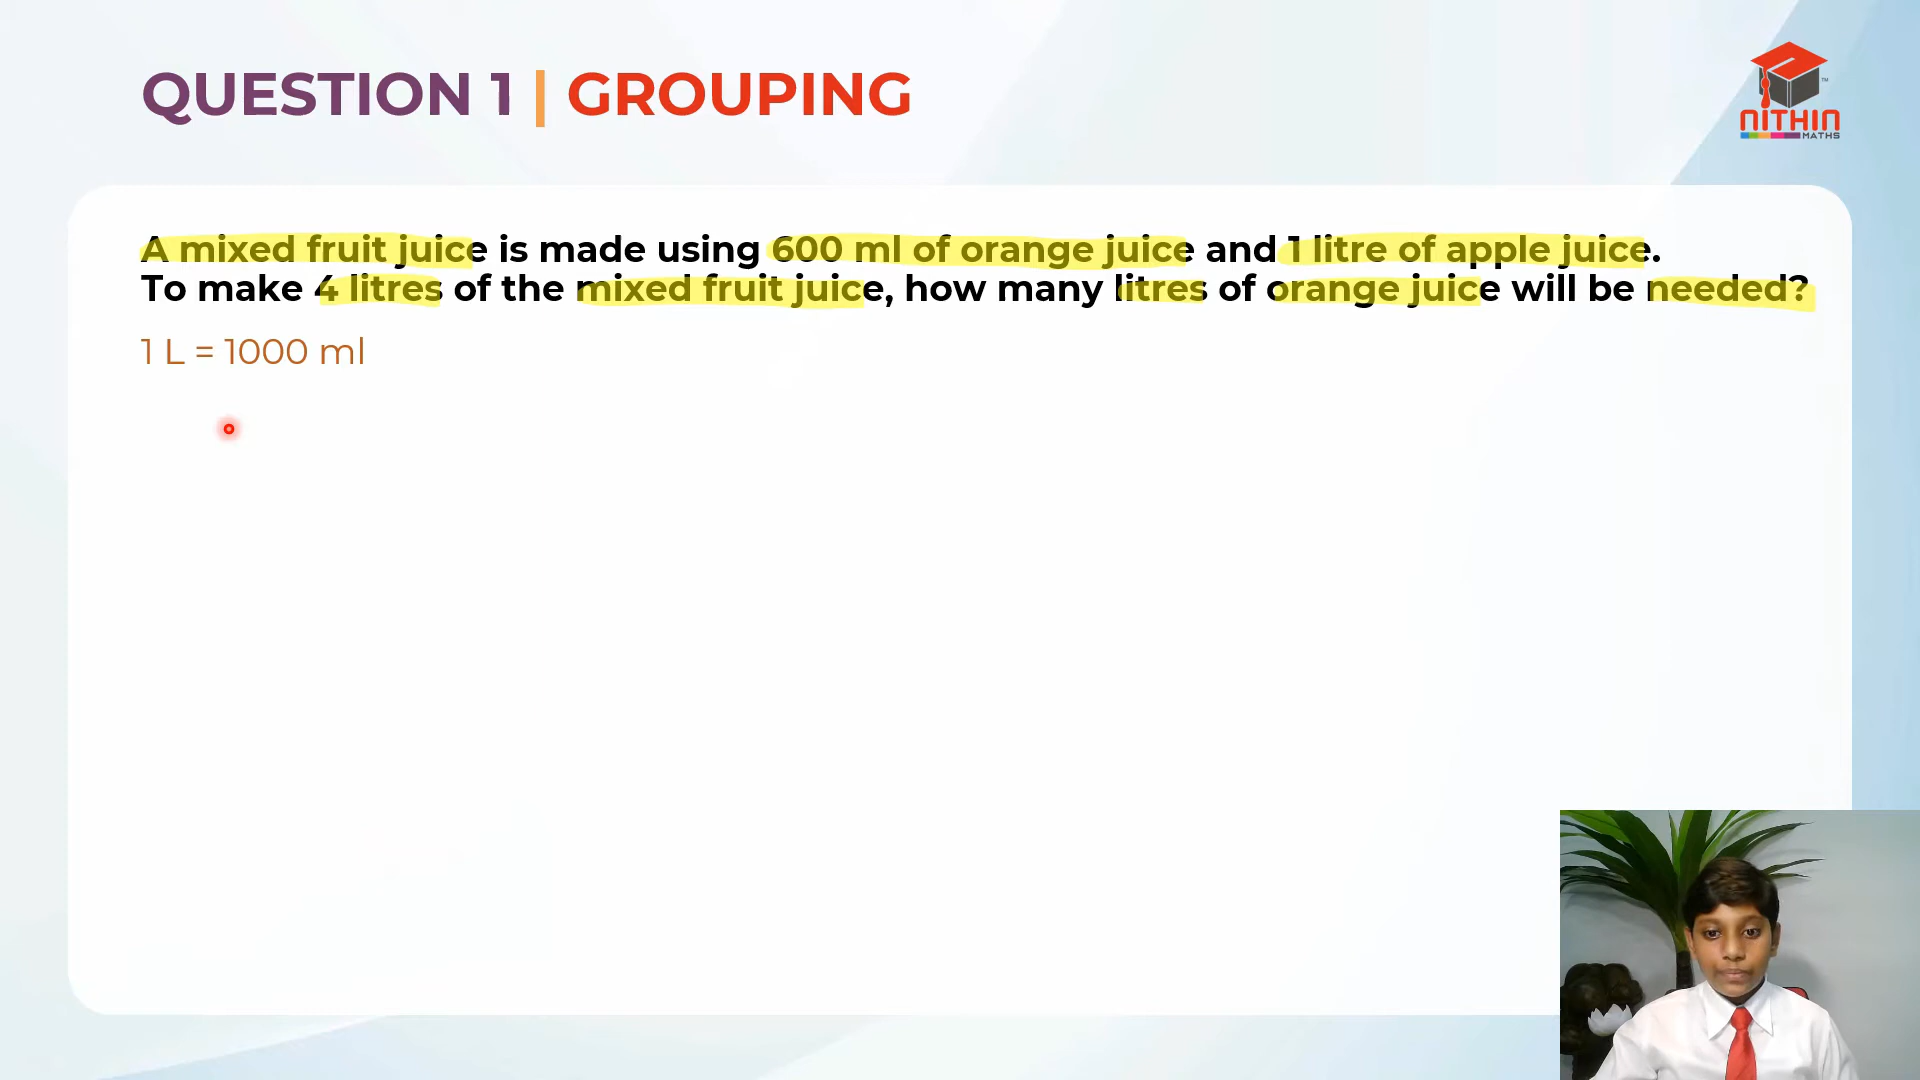 QUESTION 1 | GROUPING
NITHIN
MATHS
TM
A mixed fruit juice is made using 600 ml of orange juice and 1 litre of apple juice.
To make 4 litres of the mixed fruit juice, how many litres of orange juice will be needed?
1 L = 1000 ml